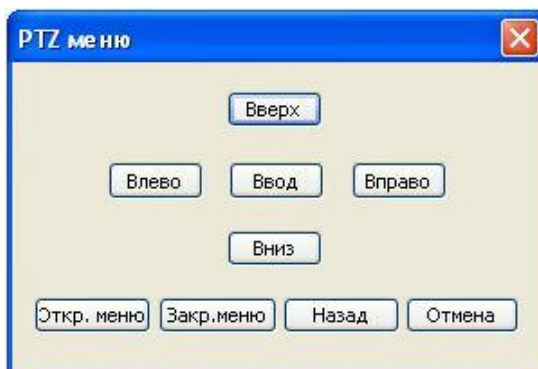 PTZ меню
Вверх
Влево Ввод Вправо
Вниз
Откр. меню Закр.меню Назад Отмена